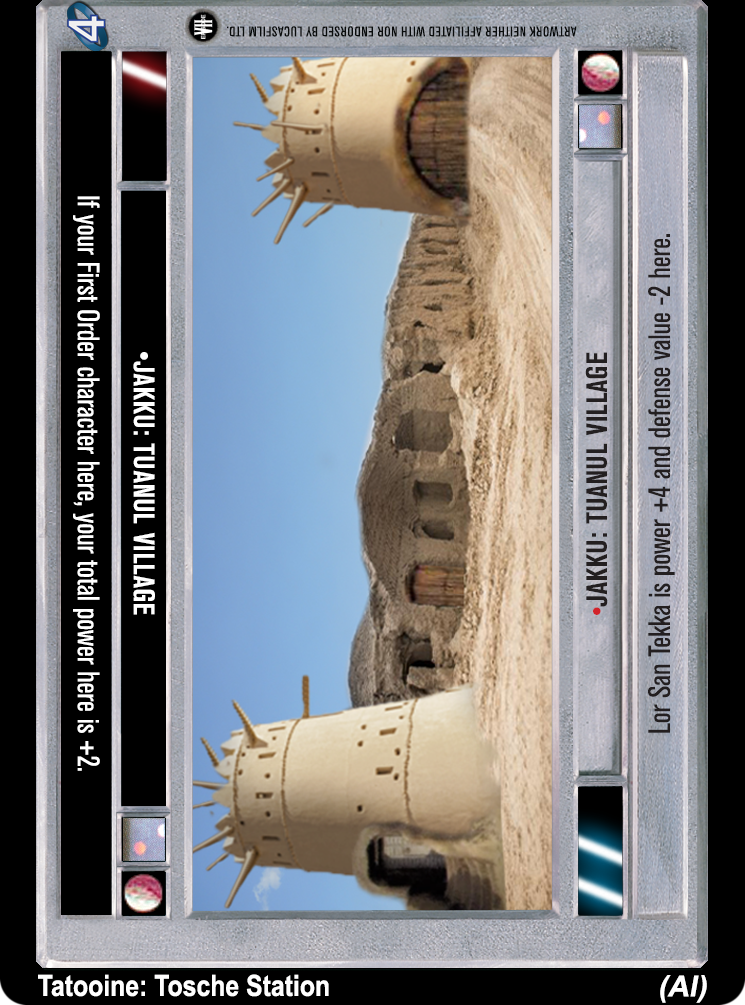 4
VII
ARTWORK NEITHER AFFILIATED WITH NOR ENDORSED BY LUCASFILM LTD.
If your First Order character here, your total power here is +2.
•JAKKU: TUANUL VILLAGE
•JAKKU: TUANUL VILLAGE
Lor San Tekka is power +4 and defense value -2 here.
Tatooine: Tosche Station
(AI)